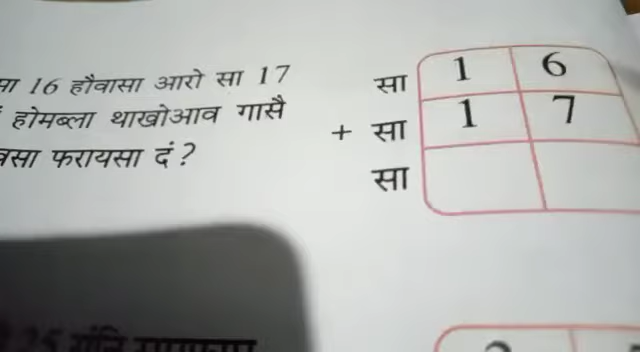 सा 16 हौवासा आरो सा 17
होमब्ला थाखोआव गासै
फरायसा दं?
सा 1 6
+ सा 1 7
सा